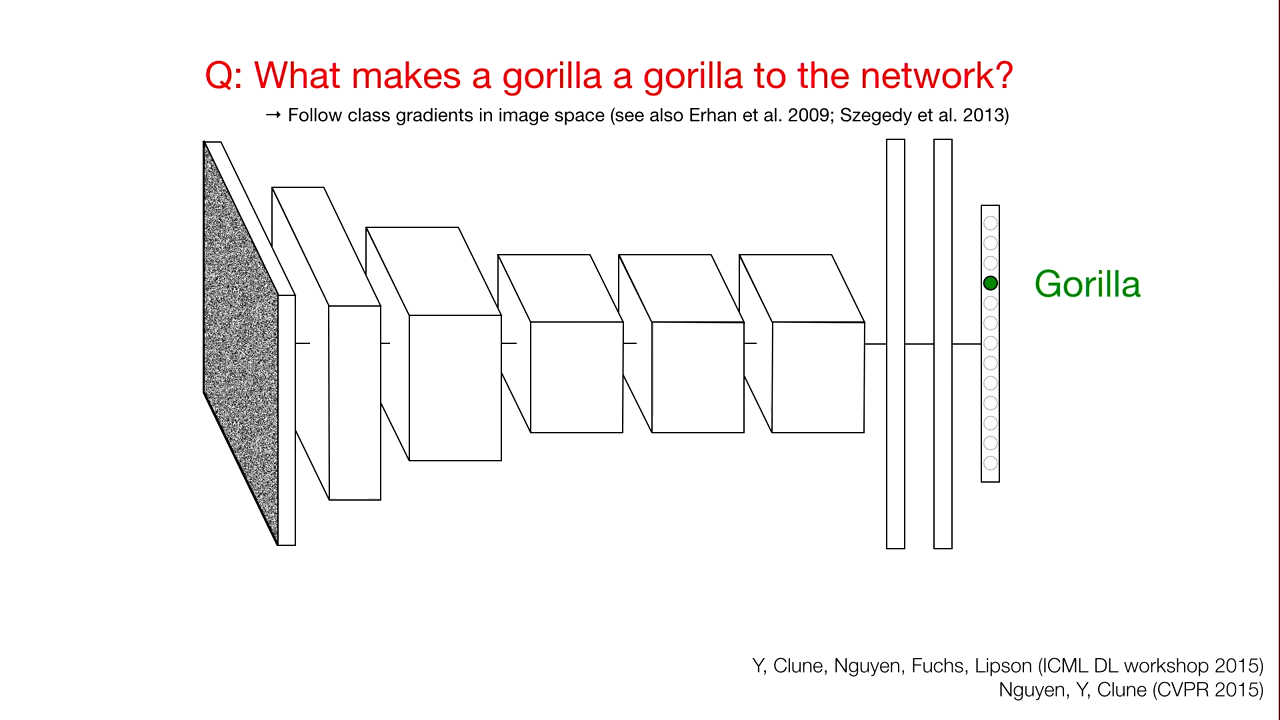 Q: What makes a gorilla a gorilla to the network?
→ Follow class gradients in image space (see also Erhan et al. 2009; Szegedy et al. 2013)
Gorilla
Y, Clune, Nguyen, Fuchs, Lipson (ICML DL workshop 2015)
Nguyen, Y, Clune (CVPR 2015)